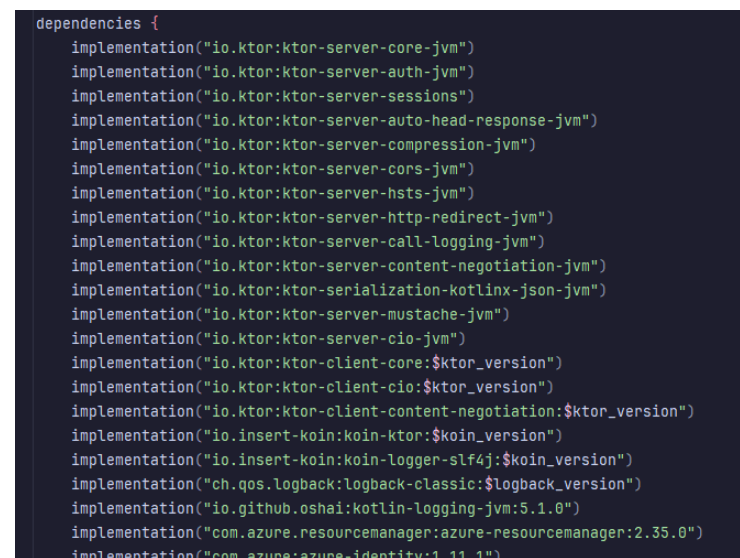 dependencies {
implementation("io.ktor:ktor-server-core-jvm")
implementation("io.ktor:ktor-server-auth-jvm")
implementation("io.ktor:ktor-server-sessions")
implementation("io.ktor:ktor-server-auto-head-response-jvm")
implementation("io.ktor:ktor-server-compression-jvm")
implementation("io.ktor:ktor-server-cors-jvm")
implementation("io.ktor:ktor-server-hsts-jvm")
implementation("io.ktor:ktor-server-http-redirect-jvm")
implementation("io.ktor:ktor-server-call-logging-jvm")
implementation("io.ktor:ktor-server-content-negotiation-jvm")
implementation("io.ktor:ktor-serialization-kotlinx-json-jvm")
implementation("io.ktor:ktor-server-mustache-jvm")
implementation("io.ktor:ktor-server-cio-jvm")
implementation("io.ktor:ktor-client-core:$ktor_version")
implementation("io.ktor:ktor-client-cio:$ktor_version")
implementation("io.ktor:ktor-client-content-negotiation:$ktor_version")
implementation("io.insert-koin:koin-ktor:$koin_version")
implementation("io.insert-koin:koin-logger-slf4j:$koin_version")
implementation("ch.qos.logback:logback-classic:$logback_version")
implementation("io.github.oshai:kotlin-logging-jvm:5.1.0")
implementation("com.azure.resourcemanager:azure-resourcemanager:2.35.0")
implementation("com.azure:azure-identity:1.11.1")